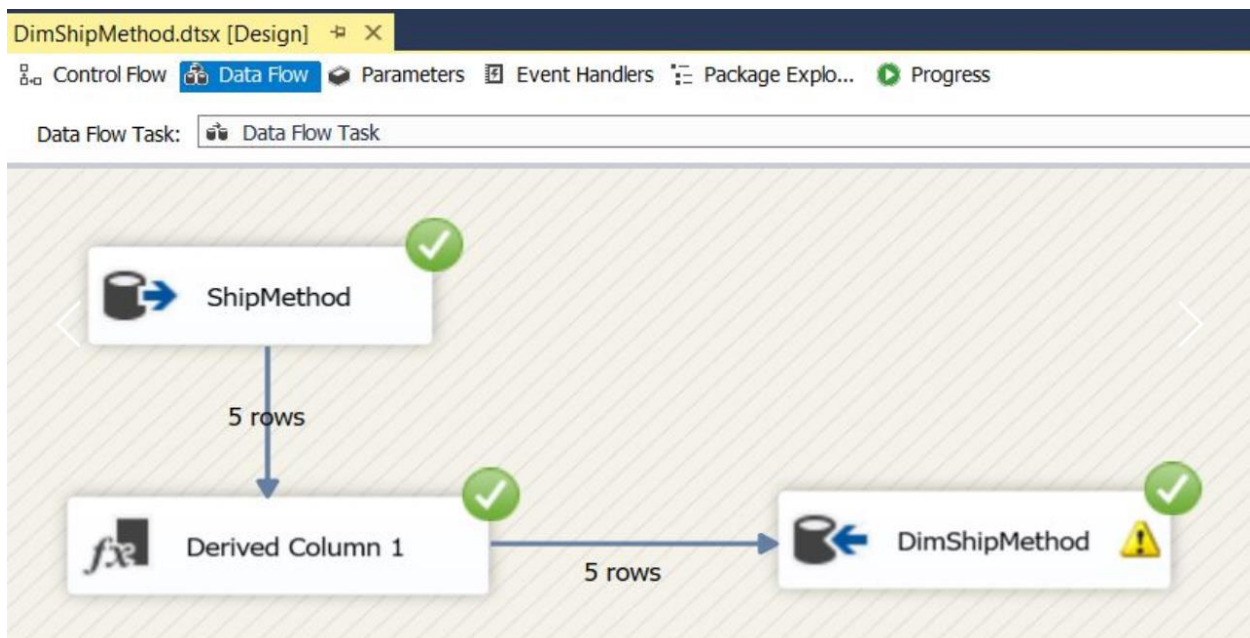 DimShipMethod.dtsx [Design]
Control Flow Data Flow Parameters Event Handlers Package Explo... Progress
Data Flow Task: Data Flow Task
ShipMethod
5 rows
Derived Column 1
5 rows
DimShipMethod